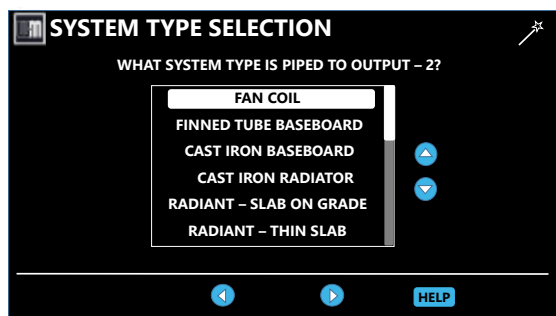 SYSTEM TYPE SELECTION
WHAT SYSTEM TYPE IS PIPED TO OUTPUT – 2?
FAN COIL
FINNED TUBE BASEBOARD
CAST IRON BASEBOARD
CAST IRON RADIATOR
RADIANT – SLAB ON GRADE
RADIANT – THIN SLAB
HELP